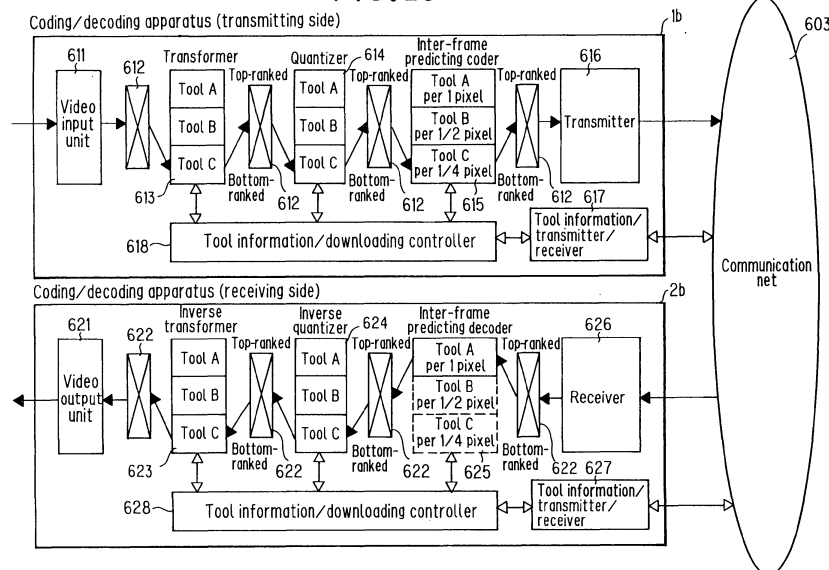 Coding/decoding apparatus (transmitting side)
1b
603
611
612
Transformer
Top-ranked
Quantizer
614
Top-ranked
Inter-frame
predicting coder
Top-ranked
616
Video
input
unit
Tool A
Tool B
Tool C
Tool A
Tool B
Tool C
Tool A
per 1 pixel
Tool B
per 1/2 pixel
Tool C
per 1/4 pixel
Transmitter
613
Bottom-
ranked
612
Bottom-
ranked
612
615
Bottom-
ranked
612
617
618
Tool information/downloading controller
Tool information/
transmitter/
receiver
Communication
net
Coding/decoding apparatus (receiving side)
2b
621
622
Inverse
transformer
Top-ranked
Inverse
quantizer
624
Top-ranked
Inter-frame
predicting decoder
Top-ranked
626
Video
output
unit
Tool A
Tool B
Tool C
Tool A
Tool B
Tool C
Tool A
per 1 pixel
Tool B
per 1/2 pixel
Tool C
per 1/4 pixel
Receiver
623
Bottom-
ranked
622
Bottom-
ranked
622
625
Bottom-
ranked
622
627
628
Tool information/downloading controller
Tool information/
transmitter/
receiver